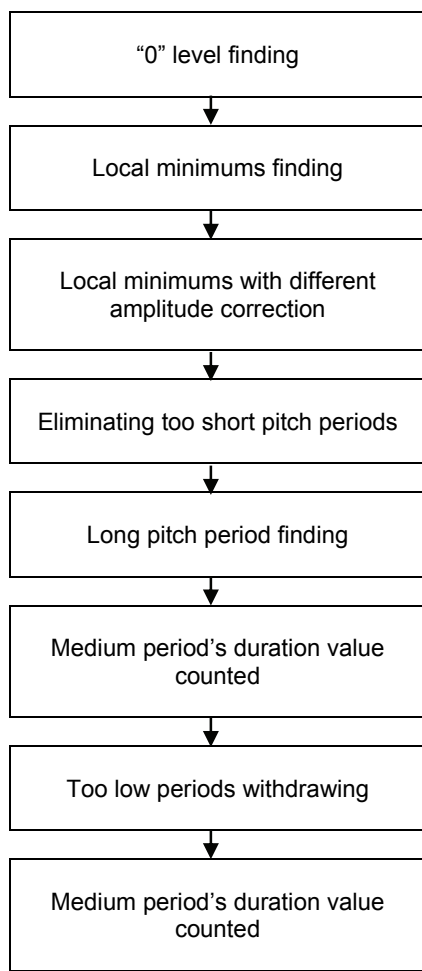 “0” level finding
Local minimums finding
Local minimums with different
amplitude correction
Eliminating too short pitch periods
Long pitch period finding
Medium period’s duration value
counted
Too low periods withdrawing
Medium period’s duration value
counted